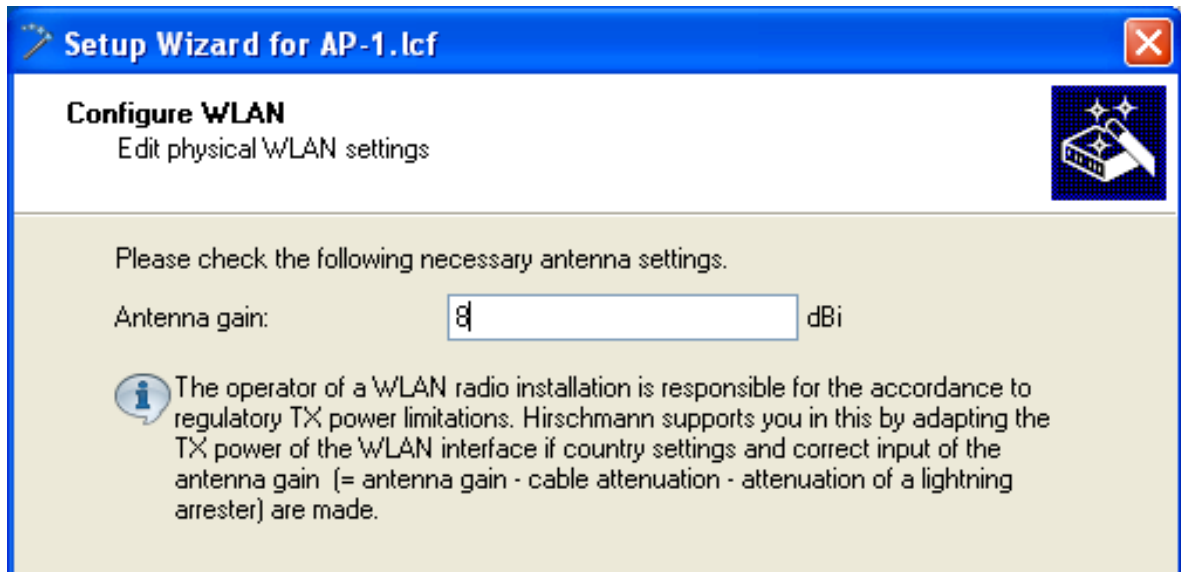 Setup Wizard for AP-1.lcf
Configure WLAN
Edit physical WLAN settings
Please check the following necessary antenna settings.
Antenna gain: 8 dBi
The operator of a WLAN radio installation is responsible for the accordance to
regulatory TX power limitations. Hirschmann supports you in this by adapting the
TX power of the WLAN interface if country settings and correct input of the
antenna gain (= antenna gain - cable attenuation - attenuation of a lightning
arrester) are made.